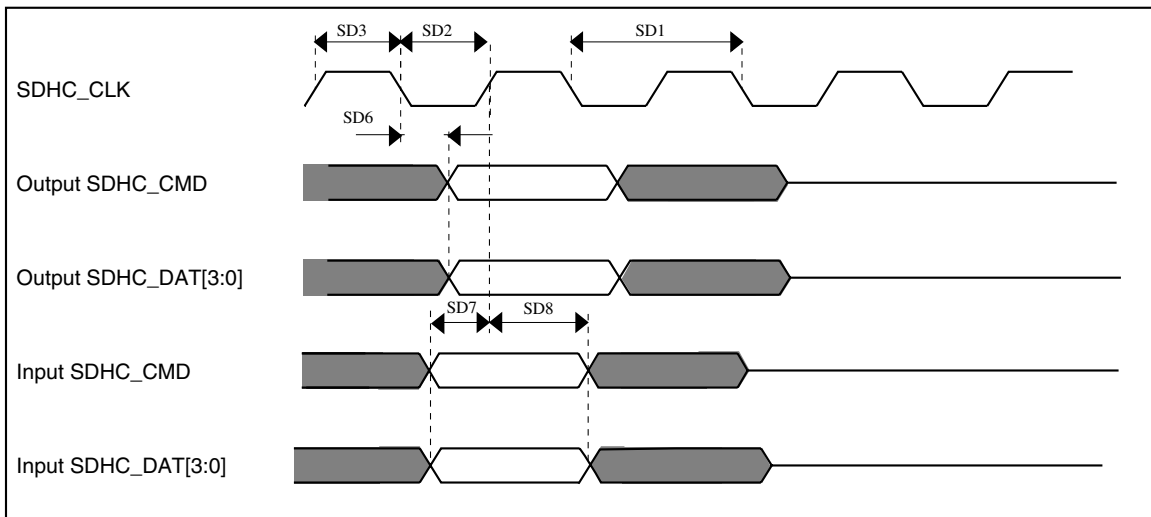 SD3
SD2
SD1
SDHC_CLK
SD6
Output SDHC_CMD
Output SDHC_DAT[3:0]
SD7
SD8
Input SDHC_CMD
Input SDHC_DAT[3:0]